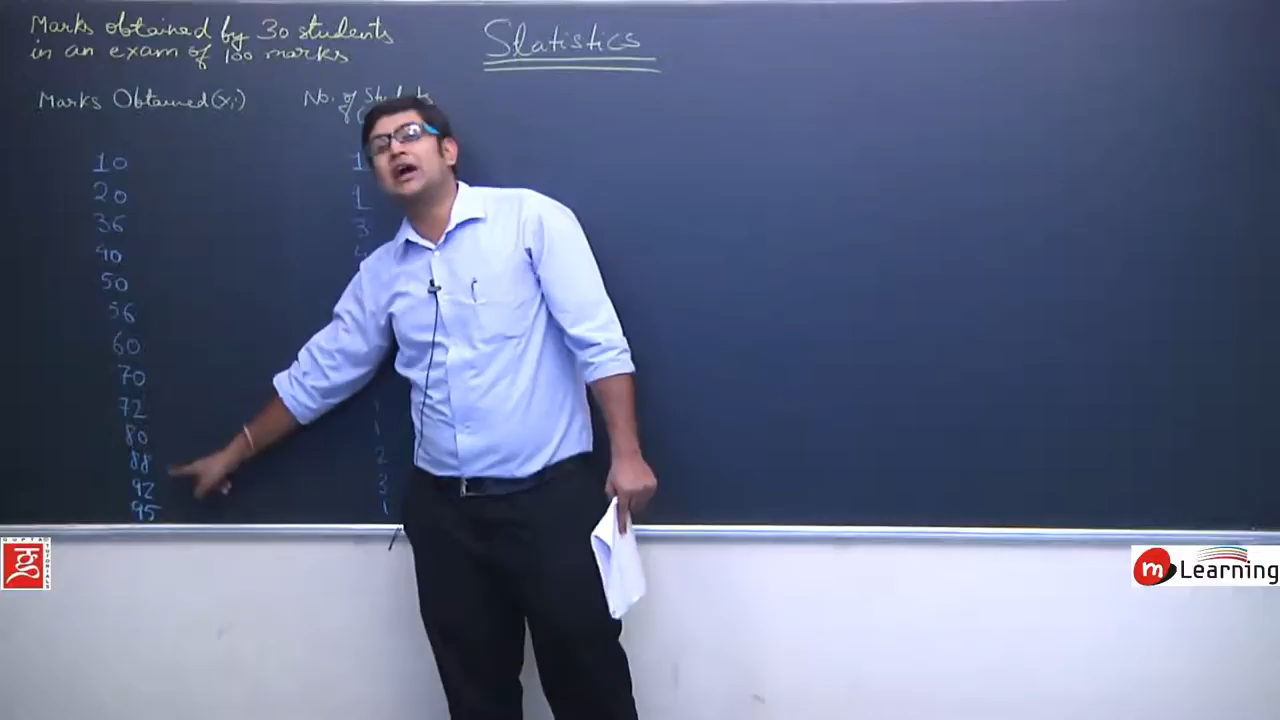 Marks obtained by 30 students
in an exam of 100 marks
Statistics
Marks Obtained (xi)
No. of
10 1
20 1
36 3
40
50
56
60
70
72 1
80 1
88 2
92 3
95 1
GUPTA
TUTORIALS
m Learning